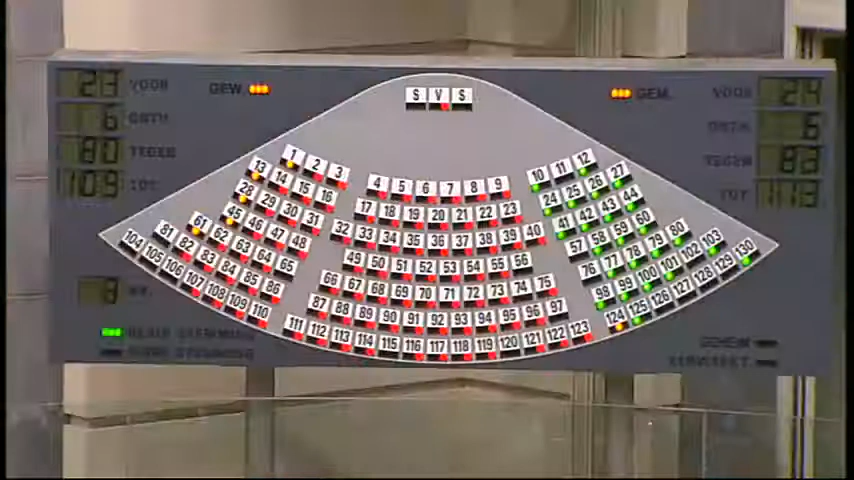 23 VOOR
GEW.
GEM.
VOOR 24
6 ONTH.
ONTH. 6
80 TEGEN
TEGEN 83
109 TOT.
TOT. 113
S V S
1 2 3
10 11 12
13 14 15 16
4 5 6 7 8 9
24 25 26 27
28 29 30 31
17 18 19 20 21 22 23
41 42 43 44
45 46 47 48
32 33 34 35 36 37 38 39 40
57 58 59 60
61 62 63 64 65
49 50 51 52 53 54 55 56
76 77 78 79 80
81 82 83 84 85 86
66 67 68 69 70 71 72 73 74 75
98 99 100 101 102 103
104 105 106 107 108 109 110
87 88 89 90 91 92 93 94 95 96 97
124 125 126 127 128 129 130
111 112 113 114 115 116 117 118 119 120 121 122 123
8 NR.
STEMMING
GEHEIM
STEMMING